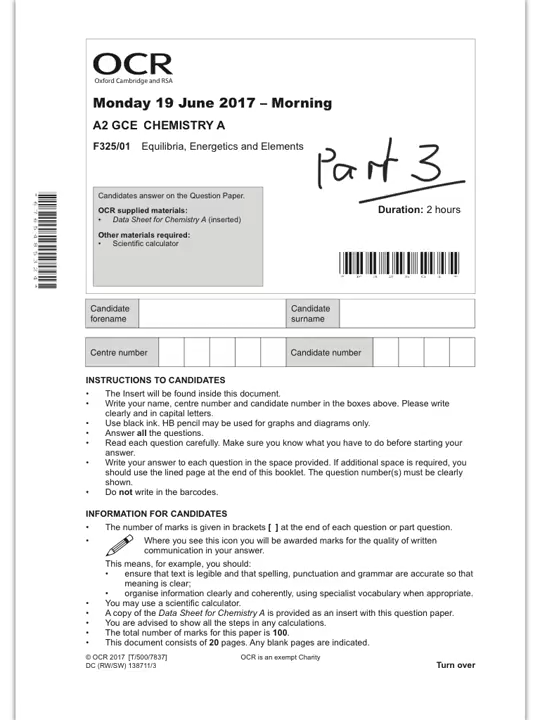 OCR
Oxford Cambridge and RSA
Monday 19 June 2017 – Morning
A2 GCE CHEMISTRY A
F325/01 Equilibria, Energetics and Elements
Part 3
Candidates answer on the Question Paper.
OCR supplied materials:
• Data Sheet for Chemistry A (inserted)
Other materials required:
• Scientific calculator
Duration: 2 hours
Candidate
forename
Candidate
surname
Centre number
Candidate number
INSTRUCTIONS TO CANDIDATES
• The Insert will be found inside this document.
• Write your name, centre number and candidate number in the boxes above. Please write
clearly and in capital letters.
• Use black ink. HB pencil may be used for graphs and diagrams only.
• Answer all the questions.
• Read each question carefully. Make sure you know what you have to do before starting your
answer.
• Write your answer to each question in the space provided. If additional space is required, you
should use the lined page at the end of this booklet. The question number(s) must be clearly
shown.
• Do not write in the barcodes.
INFORMATION FOR CANDIDATES
• The number of marks is given in brackets [ ] at the end of each question or part question.
• Where you see this icon you will be awarded marks for the quality of written
communication in your answer.
This means, for example, you should:
• ensure that text is legible and that spelling, punctuation and grammar are accurate so that
meaning is clear;
• organise information clearly and coherently, using specialist vocabulary when appropriate.
• You may use a scientific calculator.
• A copy of the Data Sheet for Chemistry A is provided as an insert with this question paper.
• You are advised to show all the steps in any calculations.
• The total number of marks for this paper is 100.
• This document consists of 20 pages. Any blank pages are indicated.
© OCR 2017 [T/500/7837]
DC (RW/SW) 138711/3
OCR is an exempt Charity
Turn over